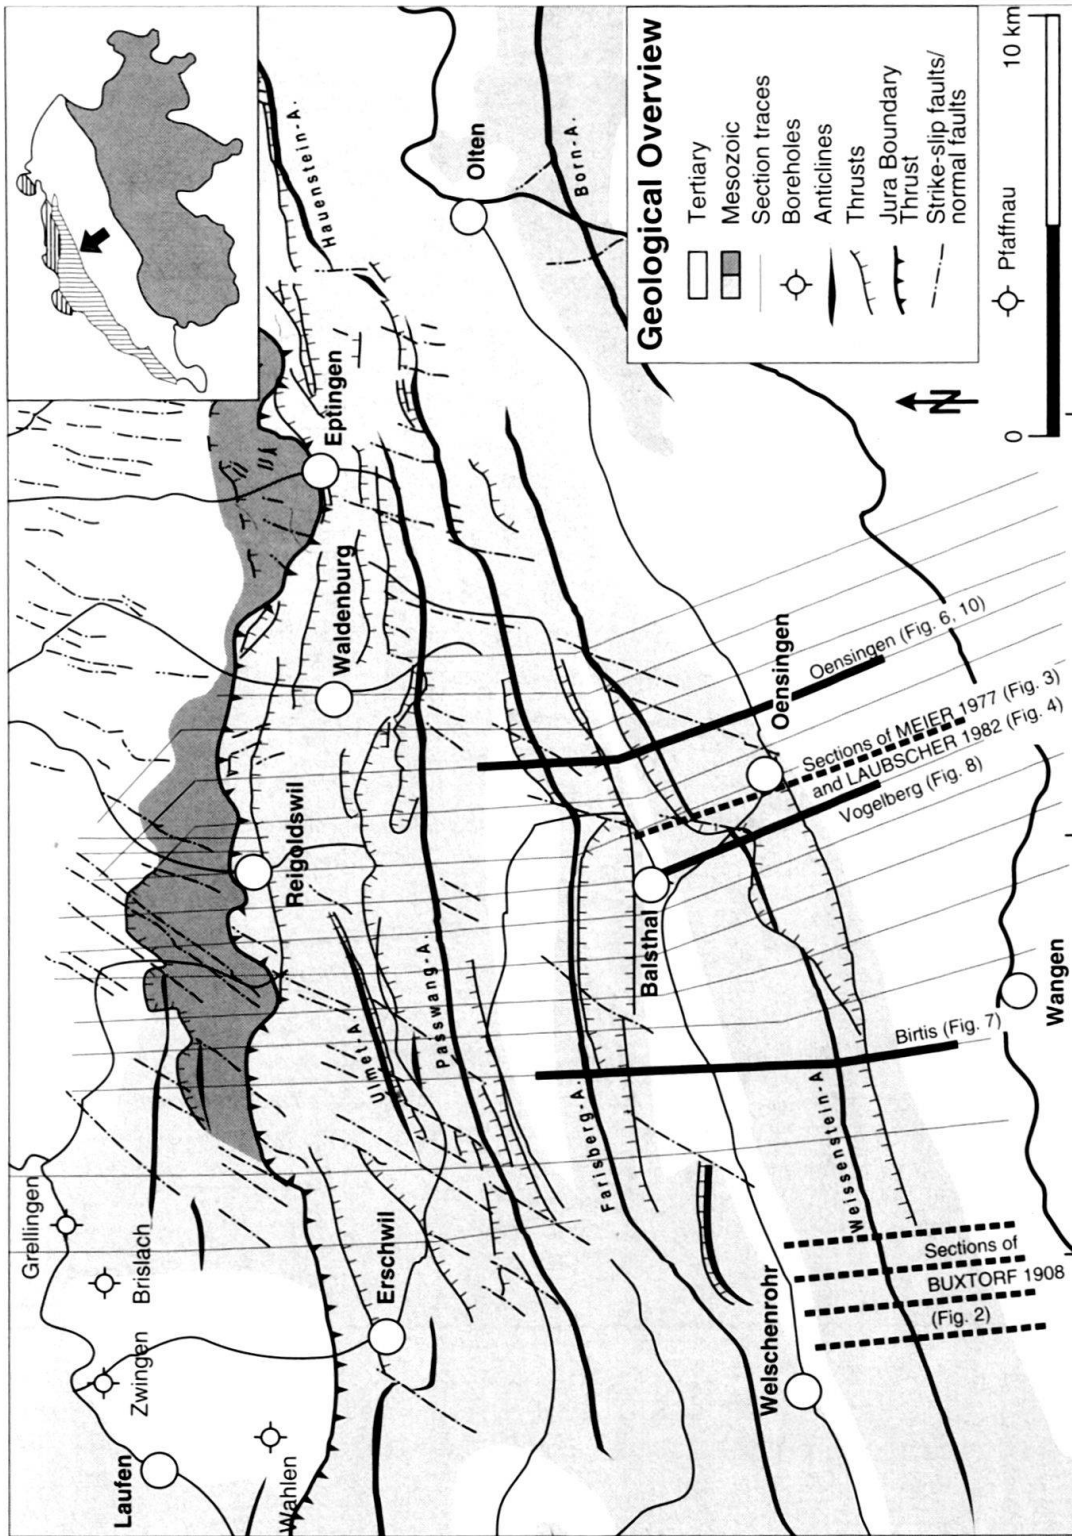 Geological Overview
Tertiary
Mesozoic
Section traces
Boreholes
Anticlines
Thrusts
Jura Boundary
Thrust
Strike-slip faults/
normal faults
0
10 km
N
Pfaffnau
Hauenstein-A.
Olten
Born-A.
Eptingen
Waldenburg
Reigoldswil
Oensingen
Oensingen (Fig. 6, 10)
Sections of MEIER 1977 (Fig. 3)
and LAUBSCHER 1982 (Fig. 4)
Vogelberg (Fig. 8)
Balsthal
Ulmet-A.
Passwang-A.
Farisberg-A.
Weissenstein-A.
Birtis (Fig. 7)
Wangen
Grellingen
Brislach
Zwingen
Laufen
Wahlen
Erschwil
Welschenrohr
Sections of
BUXTORF 1908
(Fig. 2)